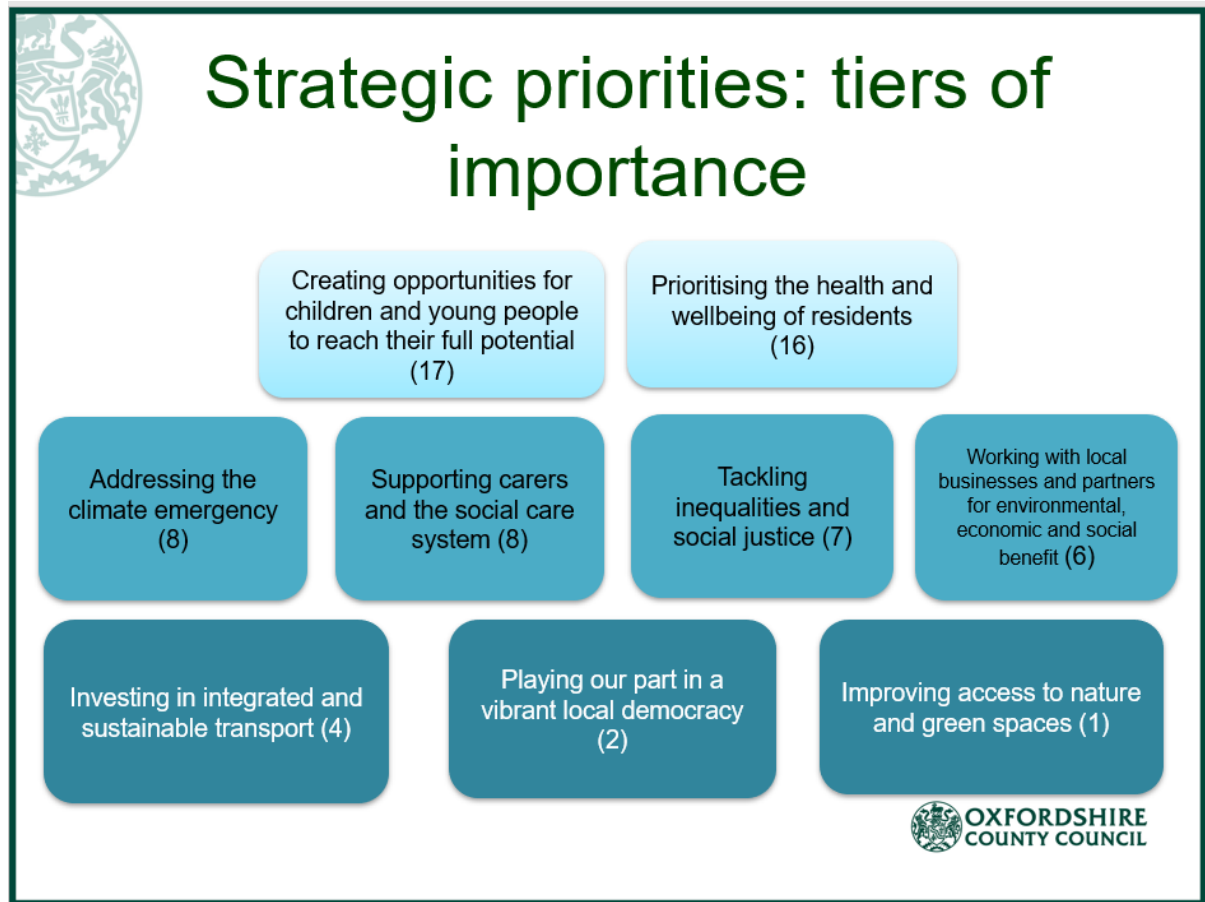 Strategic priorities: tiers of
importance
Creating opportunities for
children and young people
to reach their full potential
(17)
Prioritising the health and
wellbeing of residents
(16)
Addressing the
climate emergency
(8)
Supporting carers
and the social care
system (8)
Tackling
inequalities and
social justice (7)
Working with local
businesses and partners
for environmental,
economic and social
benefit (6)
Investing in integrated and
sustainable transport (4)
Playing our part in a
vibrant local democracy
(2)
Improving access to nature
and green spaces (1)
OXFORDSHIRE
COUNTY COUNCIL